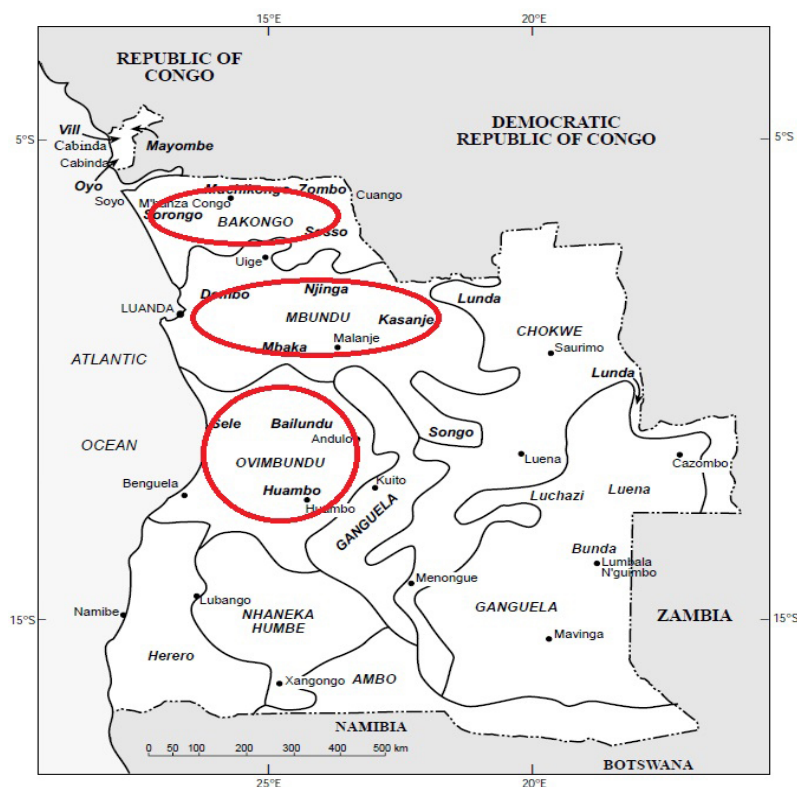 15°E
20°E
REPUBLIC OF
CONGO
DEMOCRATIC
REPUBLIC OF CONGO
5°S
5°S
Vili
Cabinda
Cabinda
Mayombe
Oyo
Soyo
Muchikongo
Zombo
M'banza Congo
Cuango
Sorongo
BAKONGO
Sosso
Uige
Dembo
Njinga
Lunda
LUANDA
MBUNDU
Kasanje
CHOKWE
Mbaka
Malanje
Saurimo
ATLANTIC
OCEAN
Lunda
Sele
Bailundu
Andulo
Songo
OVIMBUNDU
Luena
Cazombo
Benguela
Huambo
Huambo
Kuito
GANGUELA
Luchazi
Luena
Bunda
Lumbala
N'guimbo
Menongue
GANGUELA
ZAMBIA
Namibe
Lubango
NHANEKA
HUMBE
15°S
15°S
Mavinga
Herero
Xangongo
AMBO
NAMIBIA
0 50 100 200 300 400 500 km
BOTSWANA
15°E
20°E